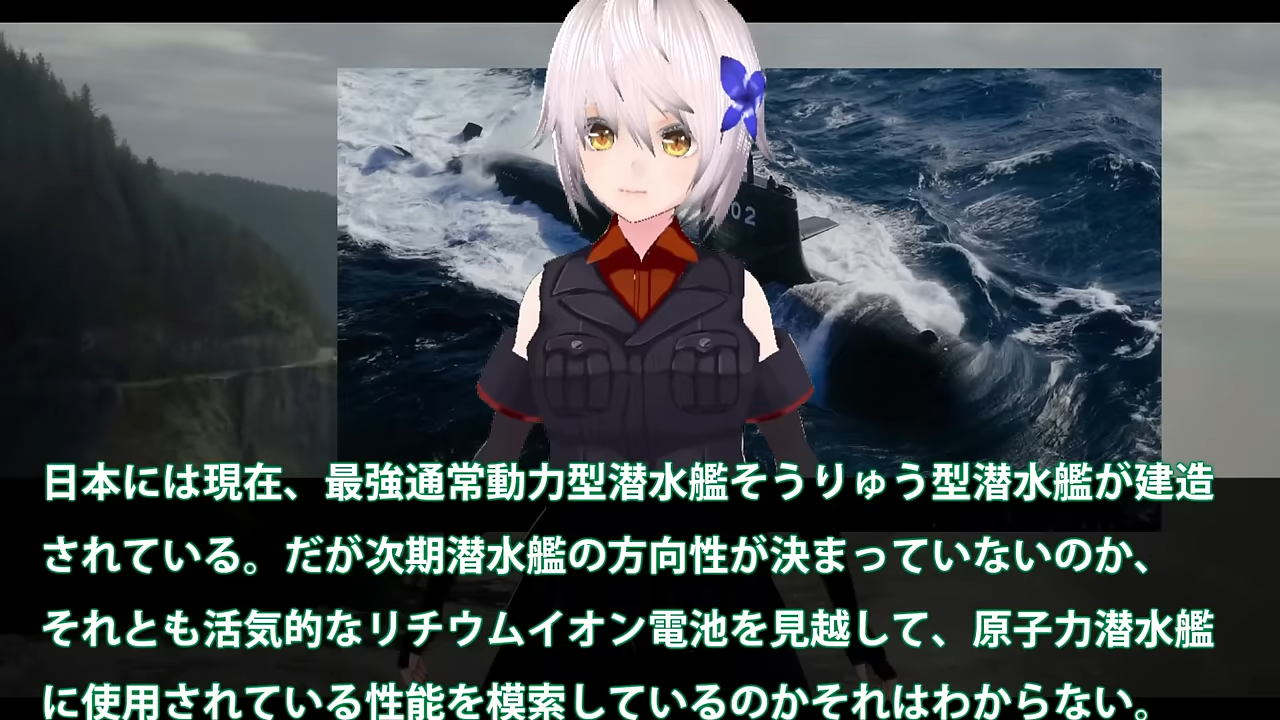 02
日本には現在、最強通常動力型潜水艦そうりゅう型潜水艦が建造
されている。だが次期潜水艦の方向性が決まっていないのか、
それとも活気的なリチウムイオン電池を見越して、原子力潜水艦
に使用されている性能を模索しているのかそれはわからない。